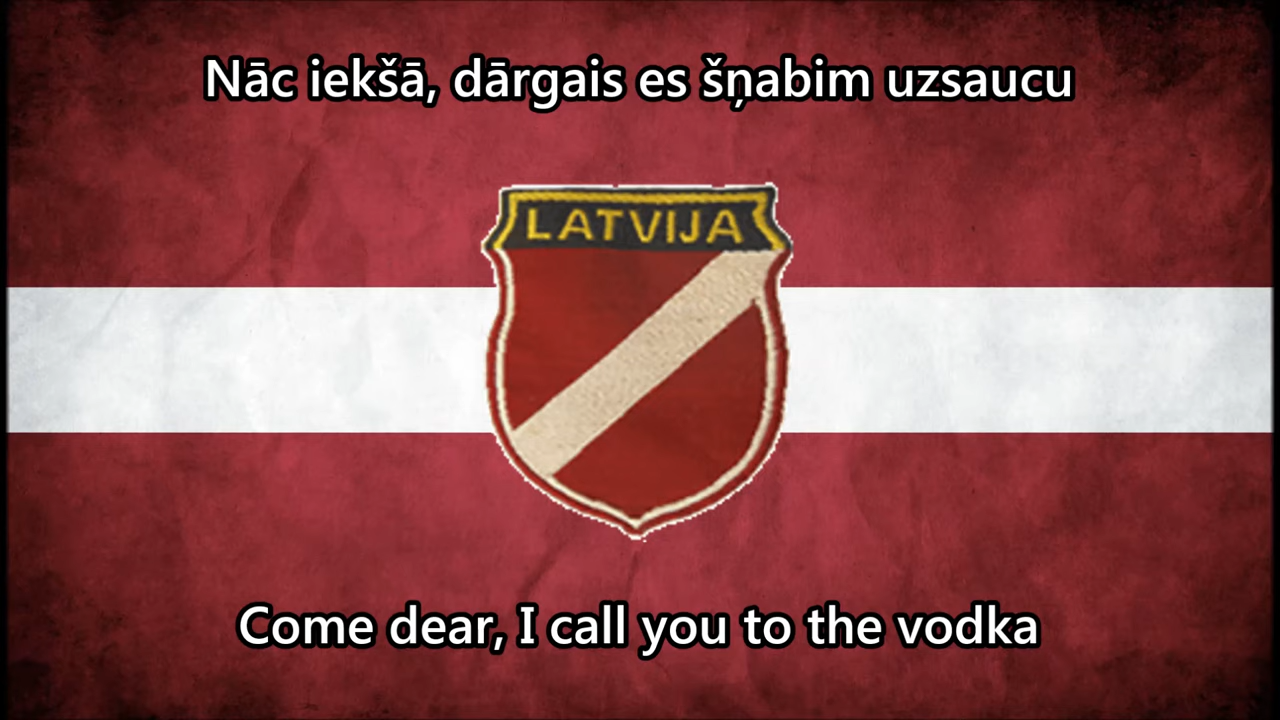 Nāc iekšā, dārgais es šņabim uzsaucu
LATVIJA
Come dear, I call you to the vodka